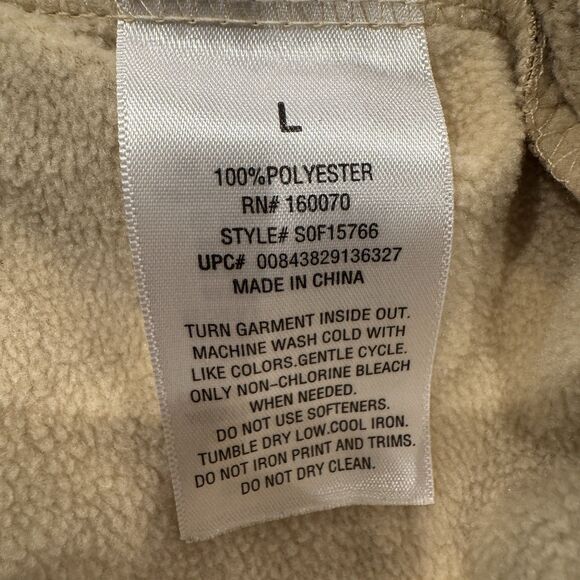 L
100%POLYESTER
RN# 160070
STYLE# S0F15766
UPC# 00843829136327
MADE IN CHINA
TURN GARMENT INSIDE OUT.
MACHINE WASH COLD WITH
LIKE COLORS.GENTLE CYCLE.
ONLY NON-CHLORINE BLEACH
WHEN NEEDED.
DO NOT USE SOFTENERS.
TUMBLE DRY LOW.COOL IRON.
DO NOT IRON PRINT AND TRIMS.
DO NOT DRY CLEAN.